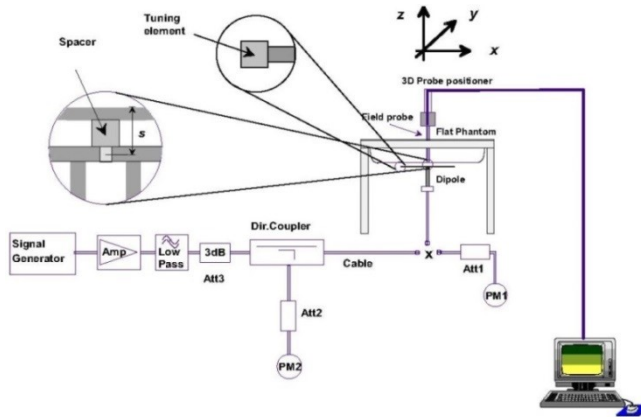 Tuning
element
z
y
x
Spacer
3D Probe positioner
s
Field probe
Flat Phantom
Dipole
Dir.Coupler
Signal
Generator
Amp
Low
Pass
3dB
Att3
Cable
x
Att1
PM1
Att2
PM2